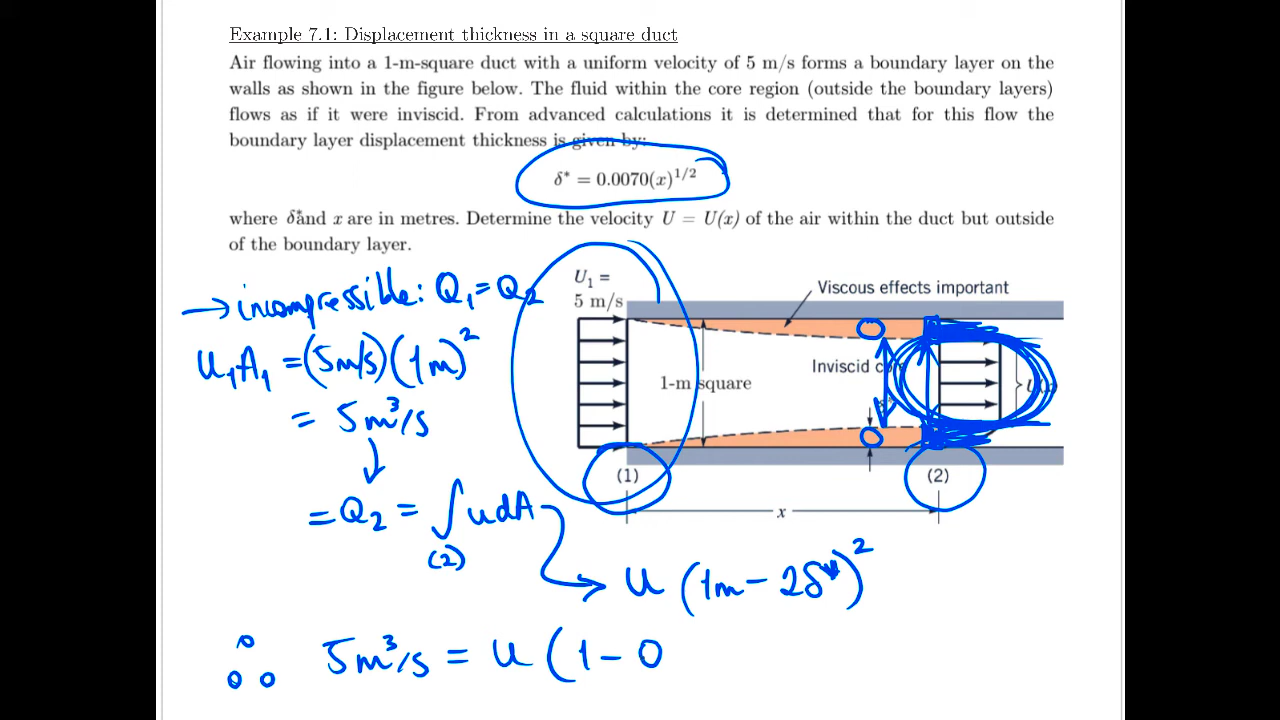 Example 7.1: Displacement thickness in a square duct
Air flowing into a 1-m-square duct with a uniform velocity of 5 m/s forms a boundary layer on the
walls as shown in the figure below. The fluid within the core region (outside the boundary layers)
flows as if it were inviscid. From advanced calculations it is determined that for this flow the
boundary layer displacement thickness is given by:
δ* = 0.0070(x)^1/2
where δ* and x are in metres. Determine the velocity U = U(x) of the air within the duct but outside
of the boundary layer.
→ incompressible: Q₁ = Q₂
U₁ =
5 m/s
Viscous effects important
U₁A₁ = (5m/s)(1m)²
Inviscid
1-m square
= 5m³/s
(1)
(2)
= Q₂ = ∫ u dA
(2)
x
U (1m − 2δ*)²
∴ 5m³/s = U (1 − 0